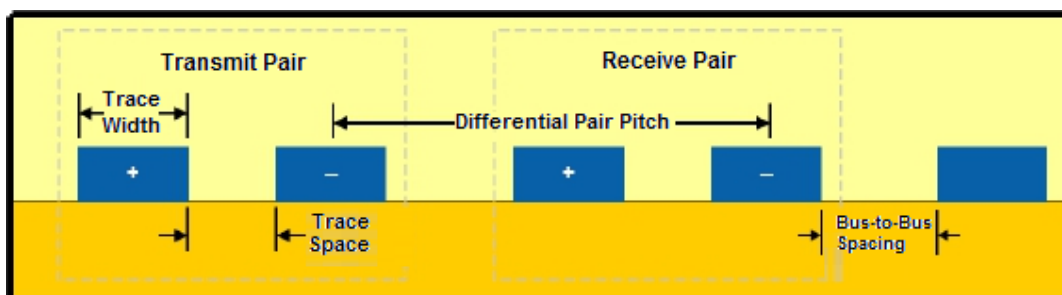 Transmit Pair
Receive Pair
Trace
Width
Differential Pair Pitch
+
–
+
–
Trace
Space
Bus-to-Bus
Spacing